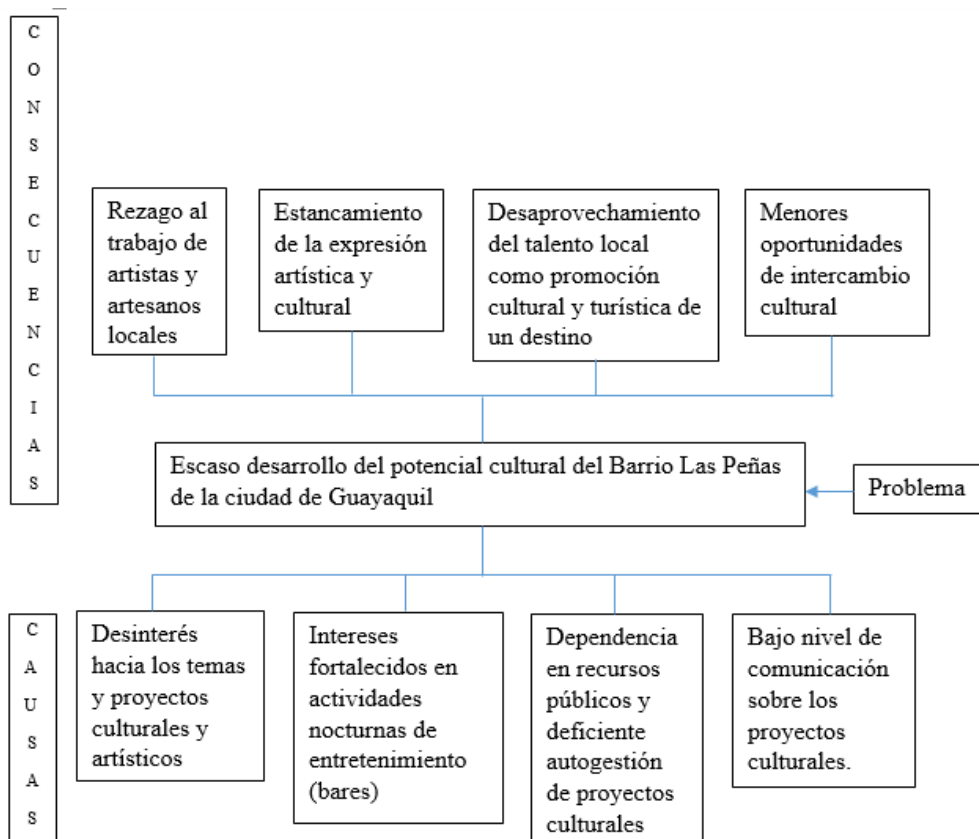 C
O
N
S
E
C
U
E
N
C
I
A
S
Rezago al
trabajo de
artistas y
artesanos
locales
Estancamiento
de la expresión
artística y
cultural
Desaprovechamiento
del talento local
como promoción
cultural y turística de
un destino
Menores
oportunidades
de intercambio
cultural
Escaso desarrollo del potencial cultural del Barrio Las Peñas
de la ciudad de Guayaquil
Problema
C
A
U
S
A
S
Desinterés
hacia los temas
y proyectos
culturales y
artísticos
Intereses
fortalecidos en
actividades
nocturnas de
entretenimiento
(bares)
Dependencia
en recursos
públicos y
deficiente
autogestión
de proyectos
culturales
Bajo nivel de
comunicación
sobre los
proyectos
culturales.